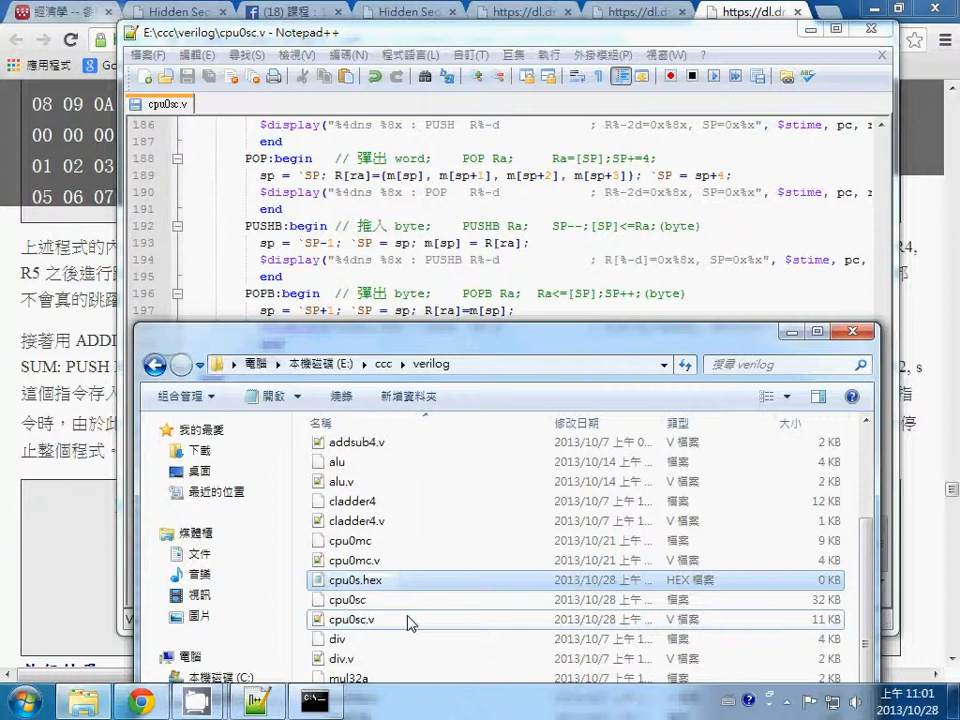 經濟學 -- 參
Hidden Sec
(18) 課程：
Hidden Sec
https://dl.dr
https://dl.dr
https://dl.dr
E:\ccc\verilog\cpu0sc.v - Notepad++
檔案(F) 編輯(E) 尋找(S) 檢視(V) 編碼(N) 程式語言(L) 自訂(T) 巨集 執行 外掛模組(P) 視窗(W) ?
應用程式 Go
cpu0sc.v
08 09 0A
00 00 00
01 02 03
05 06 07
186 $display("%4dns %8x : PUSH R%-d ; R%-2d=0x%8x, SP=0x%x", $stime, pc, r
187 end
188 POP:begin // 彈出 word; POP Ra; Ra=[SP];SP+=4;
189 sp = `SP; R[ra]={m[sp], m[sp+1], m[sp+2], m[sp+3]}; `SP = sp+4;
190 $display("%4dns %8x : POP R%-d ; R%-2d=0x%8x, SP=0x%x", $stime, pc, r
191 end
192 PUSHB:begin // 推入 byte; PUSHB Ra; SP--;[SP]<=Ra;(byte)
193 sp = `SP-1; `SP = sp; m[sp] = R[ra];
194 $display("%4dns %8x : PUSHB R%-d ; R[%-d]=0x%8x, SP=0x%x", $stime, pc,
195 end
196 POPB:begin // 彈出 byte; POPB Ra; Ra<=[SP];SP++;(byte)
197 sp = `SP+1; `SP = sp; R[ra]=m[sp];
上述程式的內
R4,
R5 之後進行
不會真的跳躍
接著用 ADDI
SUM: PUSH
2, s
這個指令存入
指
令時，由於此
停
止整個程式。
電腦 本機磁碟 (E:) ccc verilog
搜尋 verilog
組合管理 開啟 燒錄 新增資料夾
名稱 修改日期 類型 大小
我的最愛
下載
桌面
最近的位置
媒體櫃
文件
音樂
視訊
圖片
電腦
本機磁碟 (C:)
addsub4.v 2013/10/7 上午 0... V 檔案 2 KB
alu 2013/10/14 上午 ... 檔案 4 KB
alu.v 2013/10/14 上午 ... V 檔案 2 KB
cladder4 2013/10/7 上午 1... 檔案 12 KB
cladder4.v 2013/10/7 上午 1... V 檔案 1 KB
cpu0mc 2013/10/21 上午 ... 檔案 9 KB
cpu0mc.v 2013/10/21 上午 ... V 檔案 4 KB
cpu0s.hex 2013/10/28 上午 ... HEX 檔案 0 KB
cpu0sc 2013/10/28 上午 ... 檔案 32 KB
cpu0sc.v 2013/10/28 上午 ... V 檔案 11 KB
div 2013/10/7 上午 1... 檔案 4 KB
div.v 2013/10/7 上午 1... V 檔案 2 KB
mul32a
上午 11:01
2013/10/28